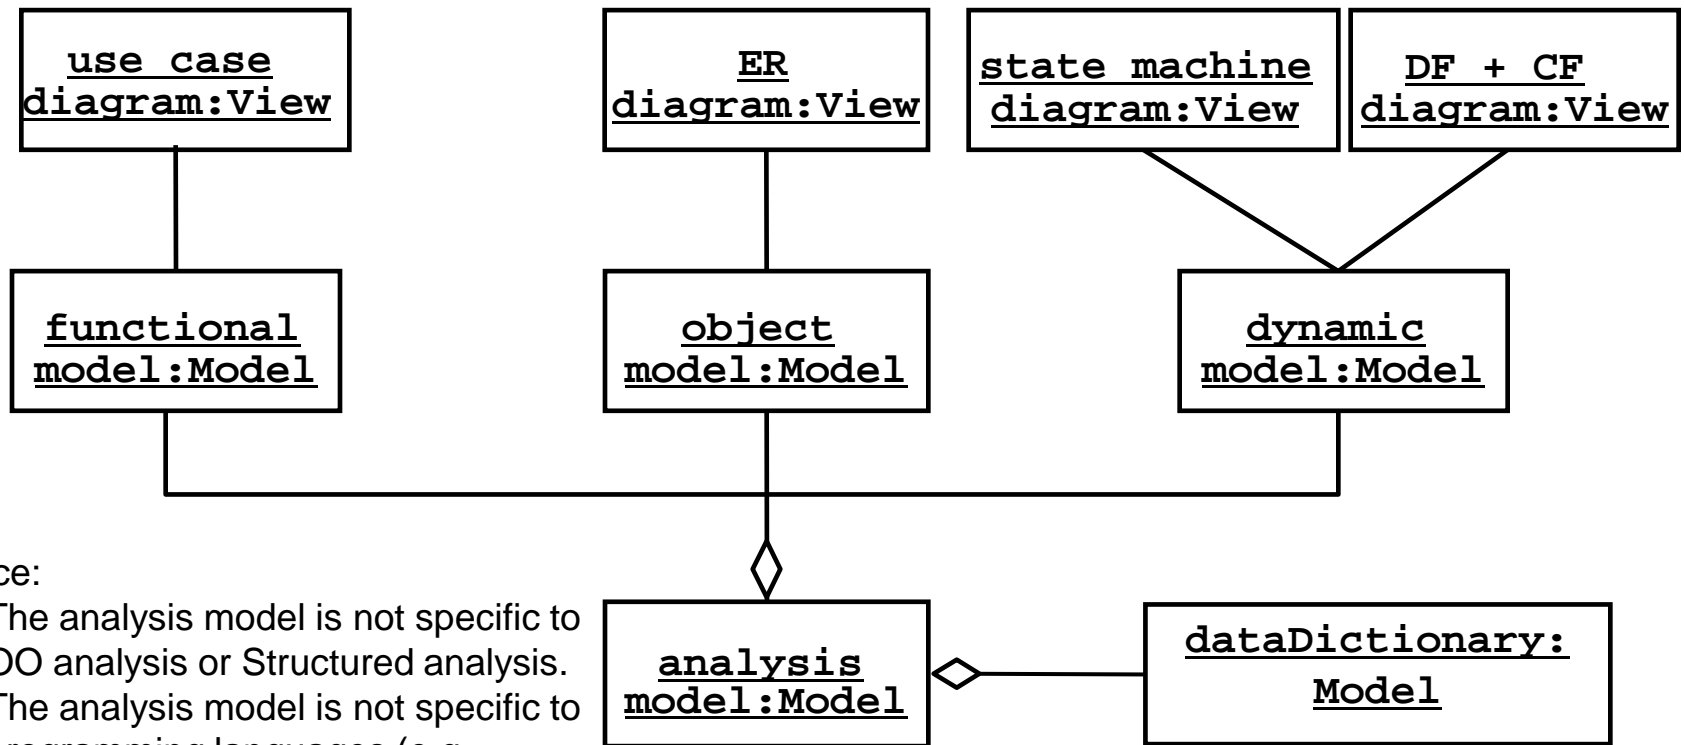 use case
diagram:View
ER
diagram:View
state machine
diagram:View
DF + CF
diagram:View
functional
model:Model
object
model:Model
dynamic
model:Model
The analysis model is not specific to
analysis or Structured analysis.
The analysis model is not specific to
languages (e.g.
analysis
model:Model
dataDictionary:
Model